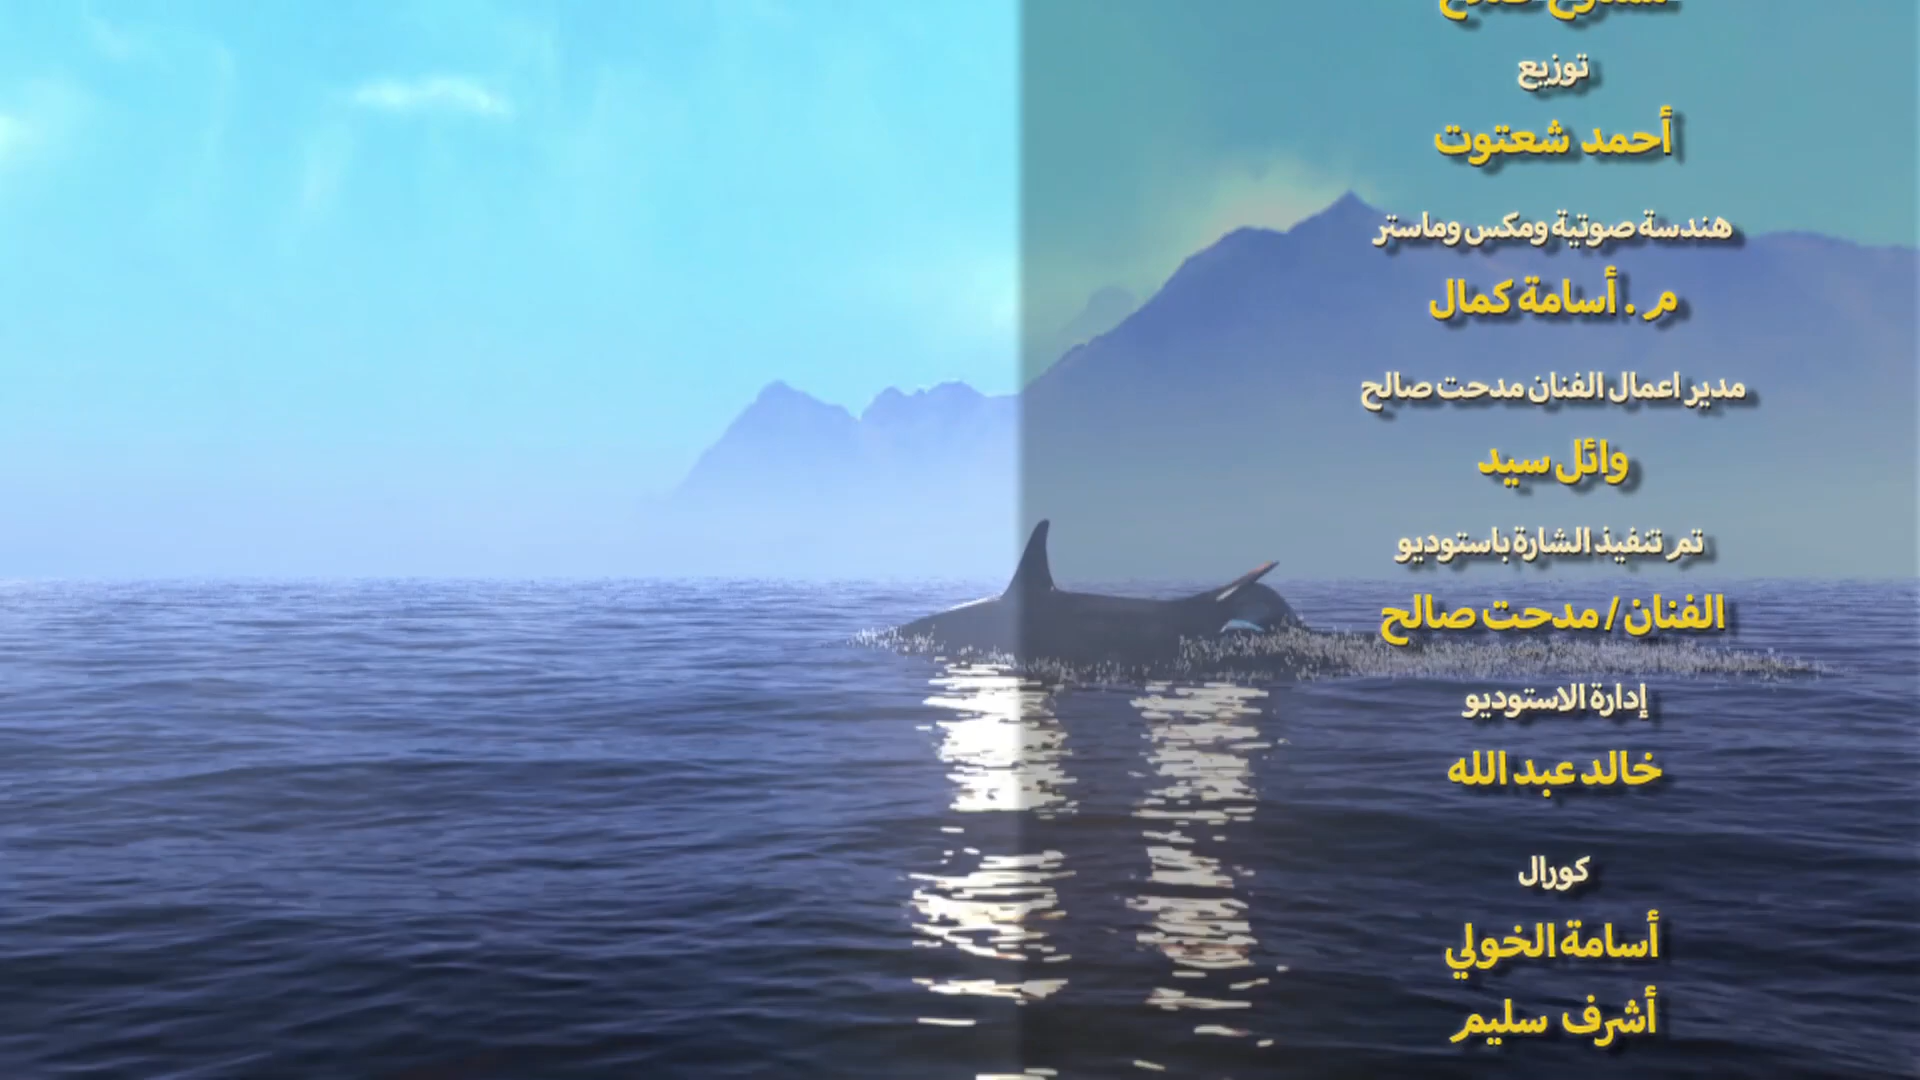 توزيع
أحمد شعتوت
هندسة صوتية ومكس وماستر
م . أسامة كمال
مدير اعمال الفنان مدحت صالح
وائل سيد
تم تنفيذ الشارة باستوديو
الفنان / مدحت صالح
إدارة الاستوديو
خالد عبد الله
كورال
أسامة الخولي
أشرف سليم